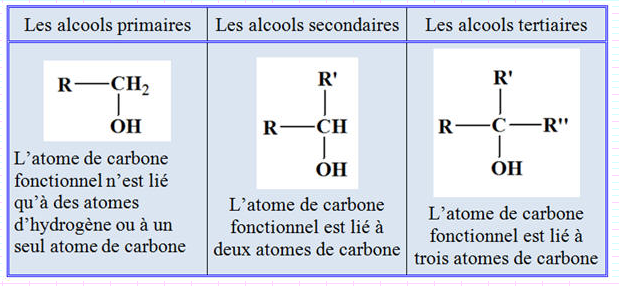 Les alcools primaires
Les alcools secondaires
Les alcools tertiaires
R—CH₂
OH
L'atome de carbone
fonctionnel n'est lié
qu'à des atomes
d'hydrogène ou à un
seul atome de carbone
R'
R—CH
OH
L'atome de carbone
fonctionnel est lié à
deux atomes de carbone
R'
R—C—R''
OH
L'atome de carbone
fonctionnel est lié à
trois atomes de carbone